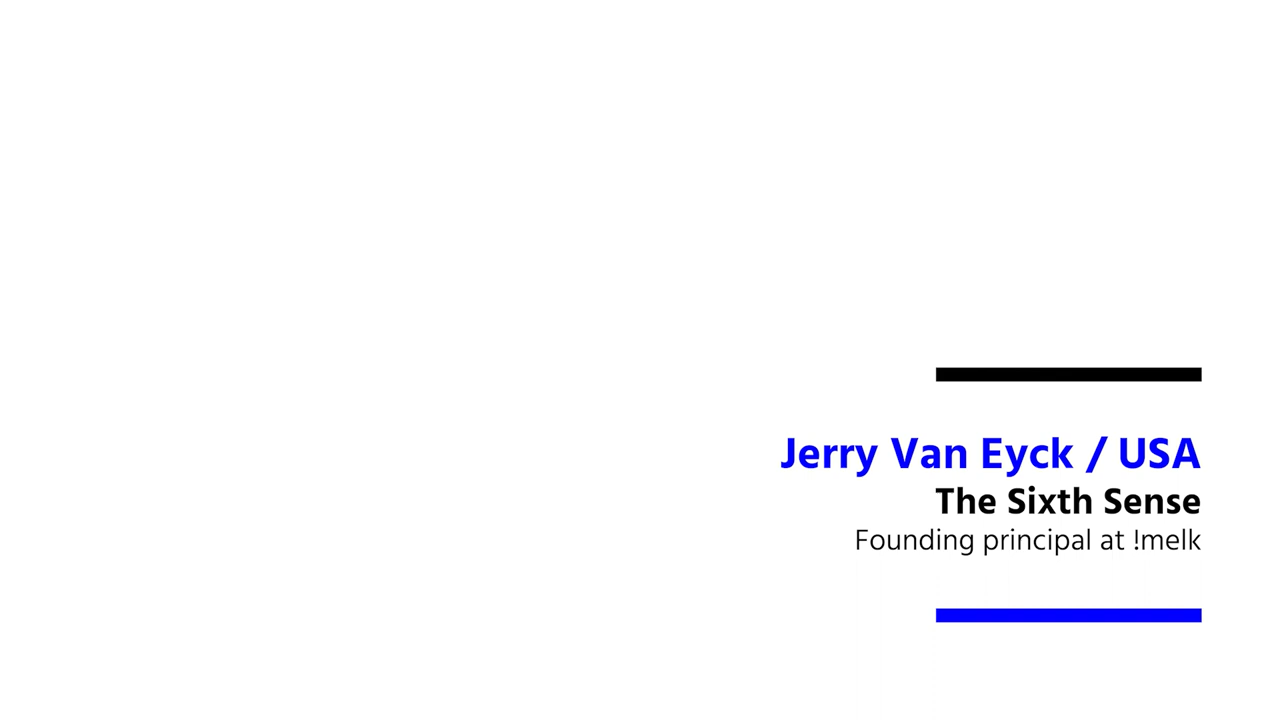 Jerry Van Eyck / USA
The Sixth Sense
Founding principal at !melk